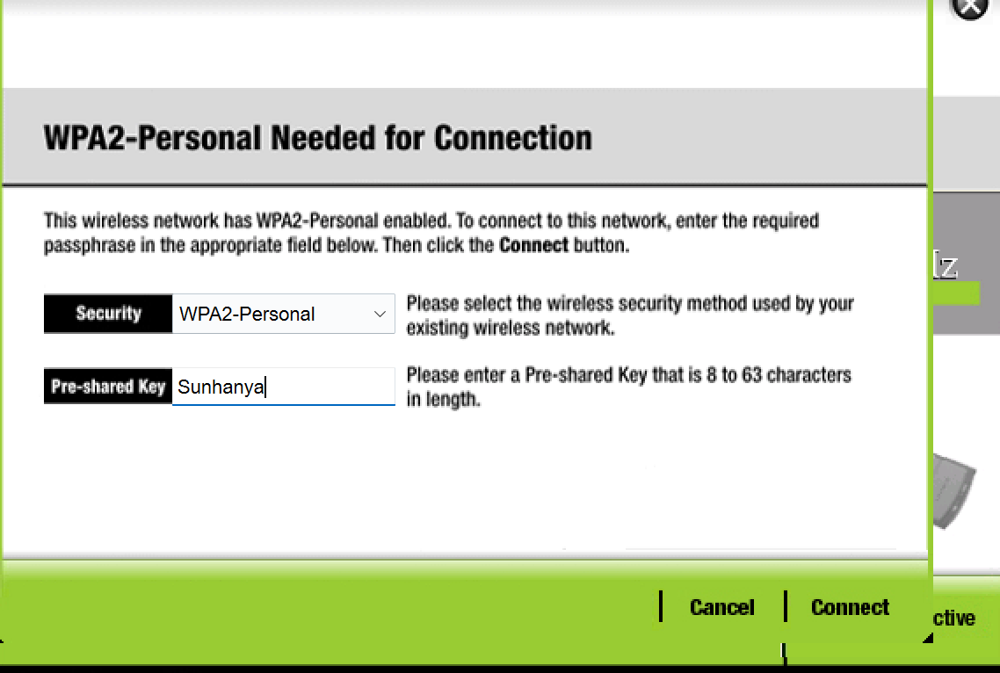 WPA2-Personal Needed for Connection
This wireless network has WPA2-Personal enabled. To connect to this network, enter the required
passphrase in the appropriate field below. Then click the Connect button.
Security
WPA2-Personal
Please select the wireless security method used by your
existing wireless network.
Pre-shared Key
Sunhanya
Please enter a Pre-shared Key that is 8 to 63 characters
in length.
Cancel
Connect